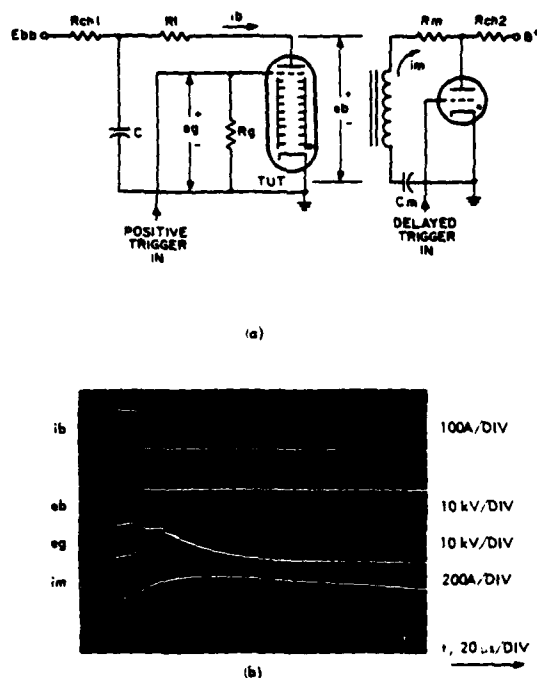 Ebb Rch1 Rl ib Rm Rch2 B+
im
C eg Rg eb
+ -
+ -
TUT Cm
POSITIVE TRIGGER IN
DELAYED TRIGGER IN
(a)
ib 100A/DIV
eb 10 kV/DIV
eg 10 kV/DIV
im 200A/DIV
t, 20 μs/DIV
(b)